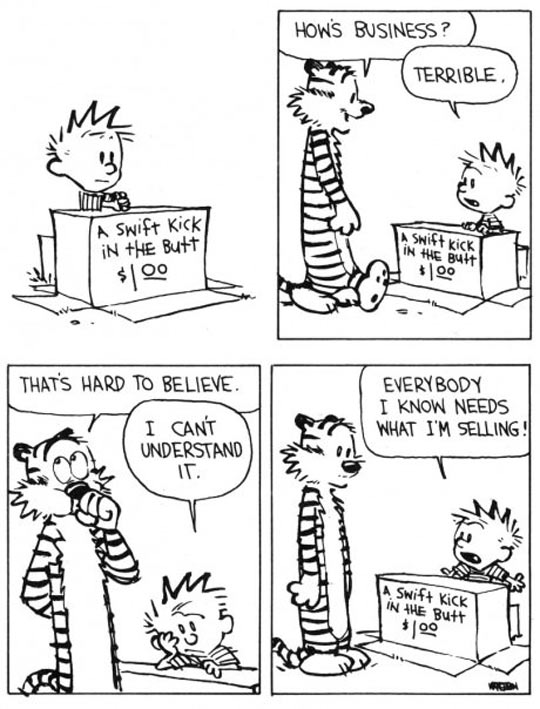 A SWiFt KiCK
iN tHE Butt
$1 00
HOW'S BUSINESS?
TERRIBLE.
A SWiFt KiCK
iN tHE Butt
$1 00
THAT'S HARD TO BELIEVE.
I CAN'T
UNDERSTAND
IT.
EVERYBODY
I KNOW NEEDS
WHAT I'M SELLING!
A SWiFt KiCK
iN tHE Butt
$1 00
WATTERSON